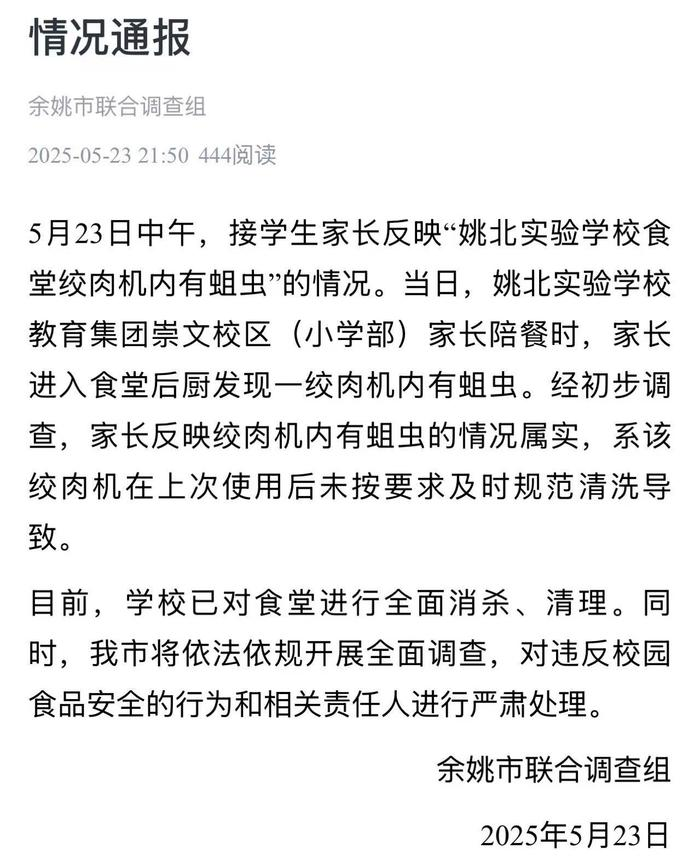 情况通报
余姚市联合调查组
2025-05-23 21:50 444阅读
5月23日中午，接学生家长反映“姚北实验学校食
堂绞肉机内有蛆虫”的情况。当日，姚北实验学校
教育集团崇文校区（小学部）家长陪餐时，家长
进入食堂后厨发现一绞肉机内有蛆虫。经初步调
查，家长反映绞肉机内有蛆虫的情况属实，系该
绞肉机在上次使用后未按要求及时规范清洗导
致。
目前，学校已对食堂进行全面消杀、清理。同
时，我市将依法依规开展全面调查，对违反校园
食品安全的行为和相关责任人进行严肃处理。
余姚市联合调查组
2025年5月23日